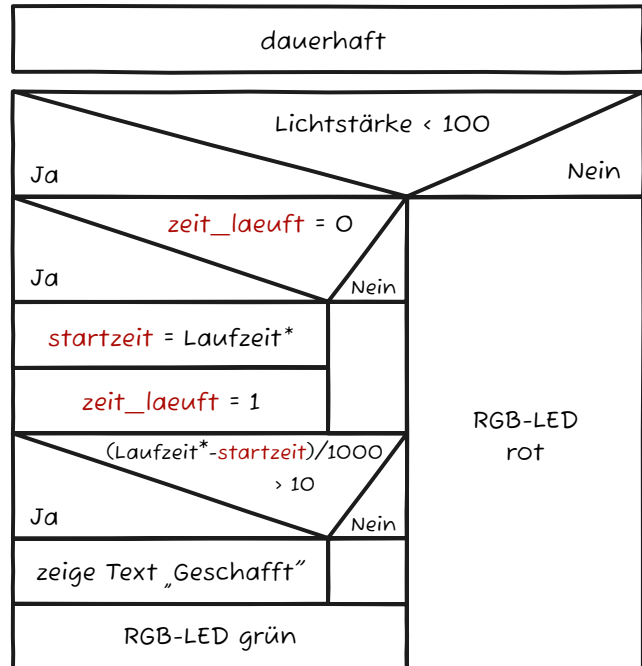 dauerhaft
Lichtstärke < 100
Ja
Nein
zeit_laeuft = 0
Ja
Nein
startzeit = Laufzeit*
zeit_laeuft = 1
RGB-LED
rot
(Laufzeit*-startzeit)/1000
> 10
Ja
Nein
zeige Text „Geschafft"
RGB-LED grün